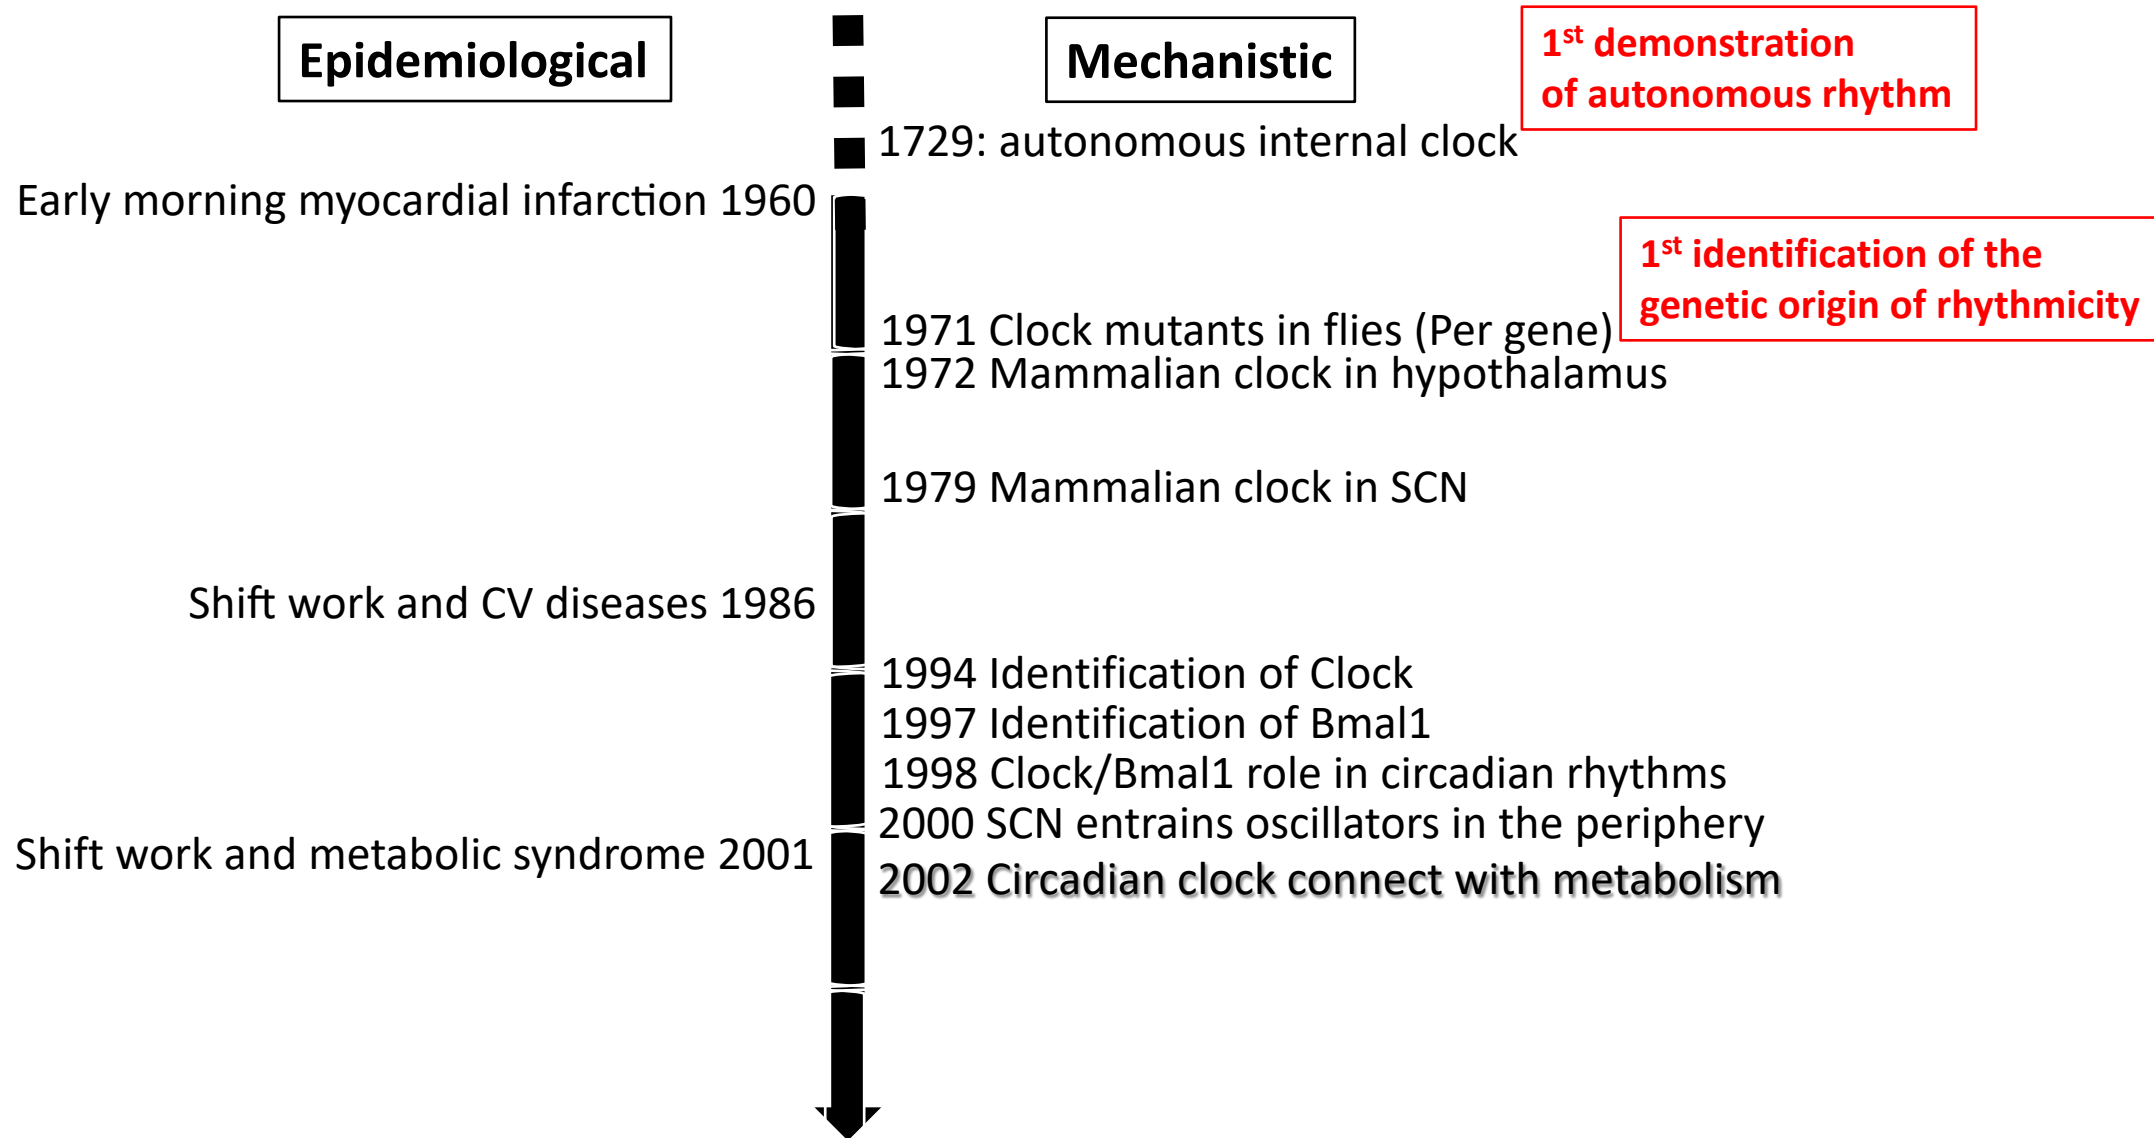 Epidemiological
Mechanistic
1st demonstration
of autonomous rhythm
1729: autonomous internal clock
Early morning myocardial infarction 1960
1st identification of the
genetic origin of rhythmicity
1971 Clock mutants in flies (Per gene)
1972 Mammalian clock in hypothalamus
1979 Mammalian clock in SCN
Shift work and CV diseases 1986
1994 Identification of Clock
1997 Identification of Bmal1
1998 Clock/Bmal1 role in circadian rhythms
2000 SCN entrains oscillators in the periphery
Shift work and metabolic syndrome 2001
2002 Circadian clock connect with metabolism